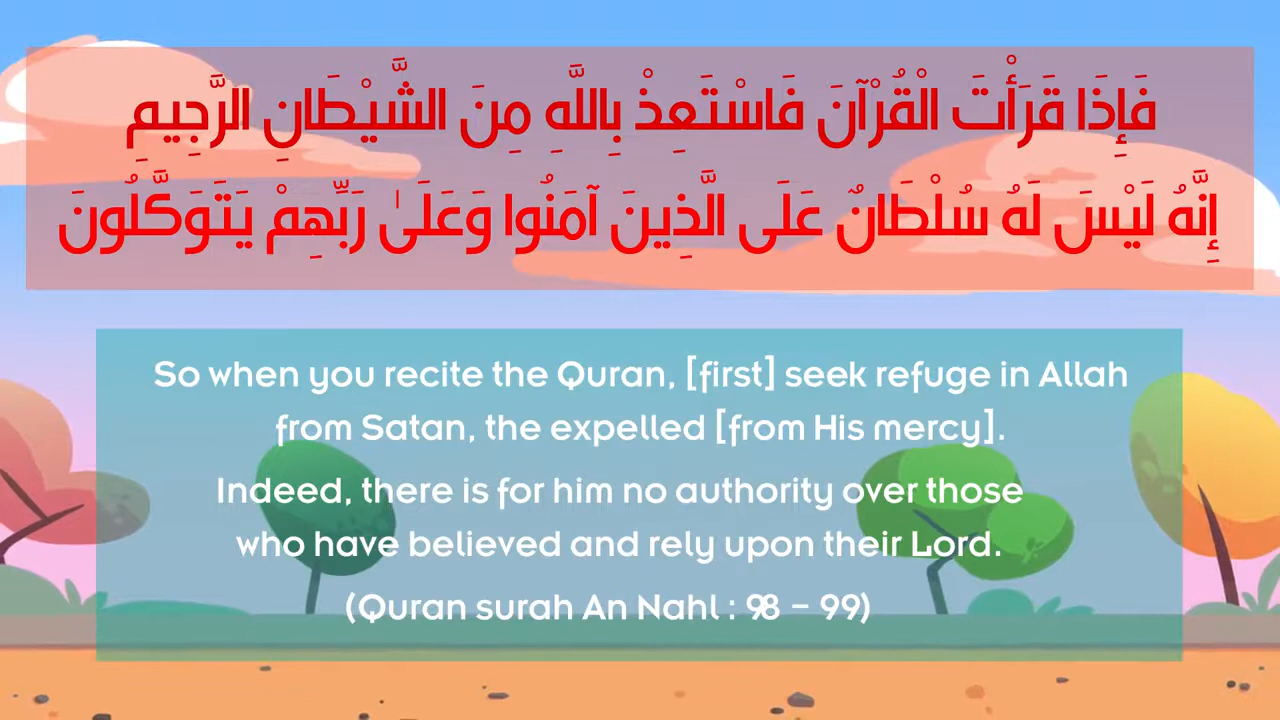 فَإِذَا قَرَأْتَ الْقُرْآنَ فَاسْتَعِذْ بِاللَّهِ مِنَ الشَّيْطَانِ الرَّجِيمِ
إِنَّهُ لَيْسَ لَهُ سُلْطَانٌ عَلَى الَّذِينَ آمَنُوا وَعَلَىٰ رَبِّهِمْ يَتَوَكَّلُونَ
So when you recite the Quran, [first] seek refuge in Allah
from Satan, the expelled [from His mercy].
Indeed, there is for him no authority over those
who have believed and rely upon their Lord.
(Quran surah An Nahl : 98 – 99)